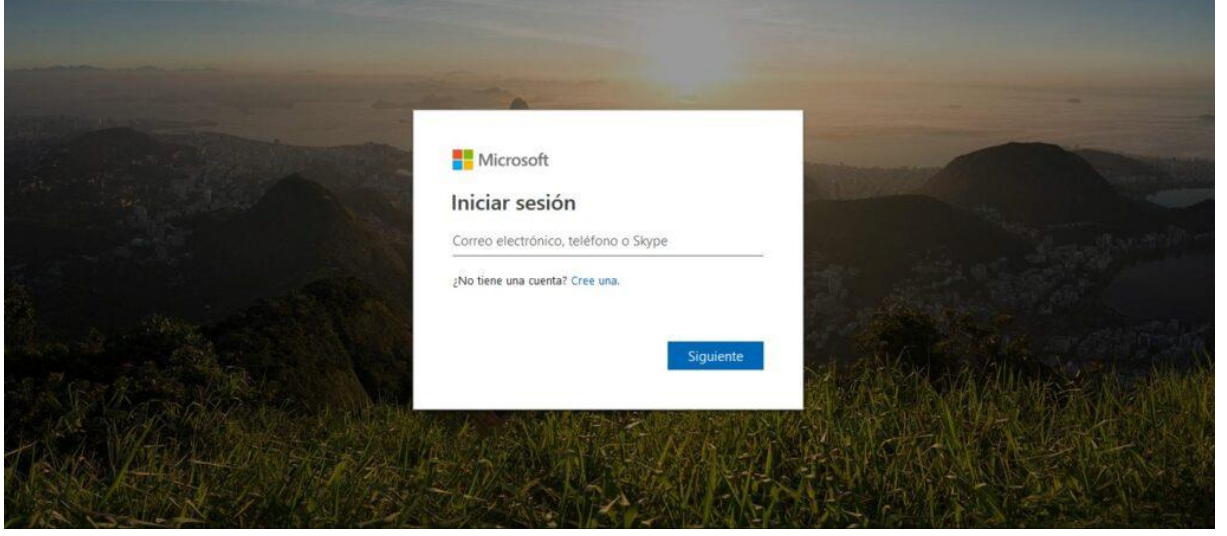 Microsoft
Iniciar sesión
Correo electrónico, teléfono o Skype
¿No tiene una cuenta? Cree una.
Siguiente